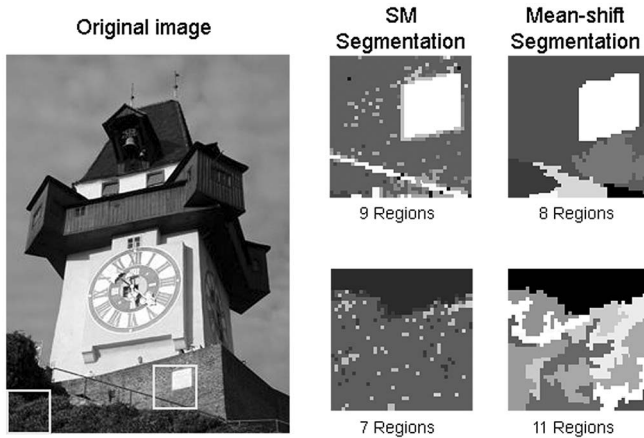 Original image
SM
Segmentation
Mean-shift
Segmentation
9 Regions
8 Regions
7 Regions
11 Regions